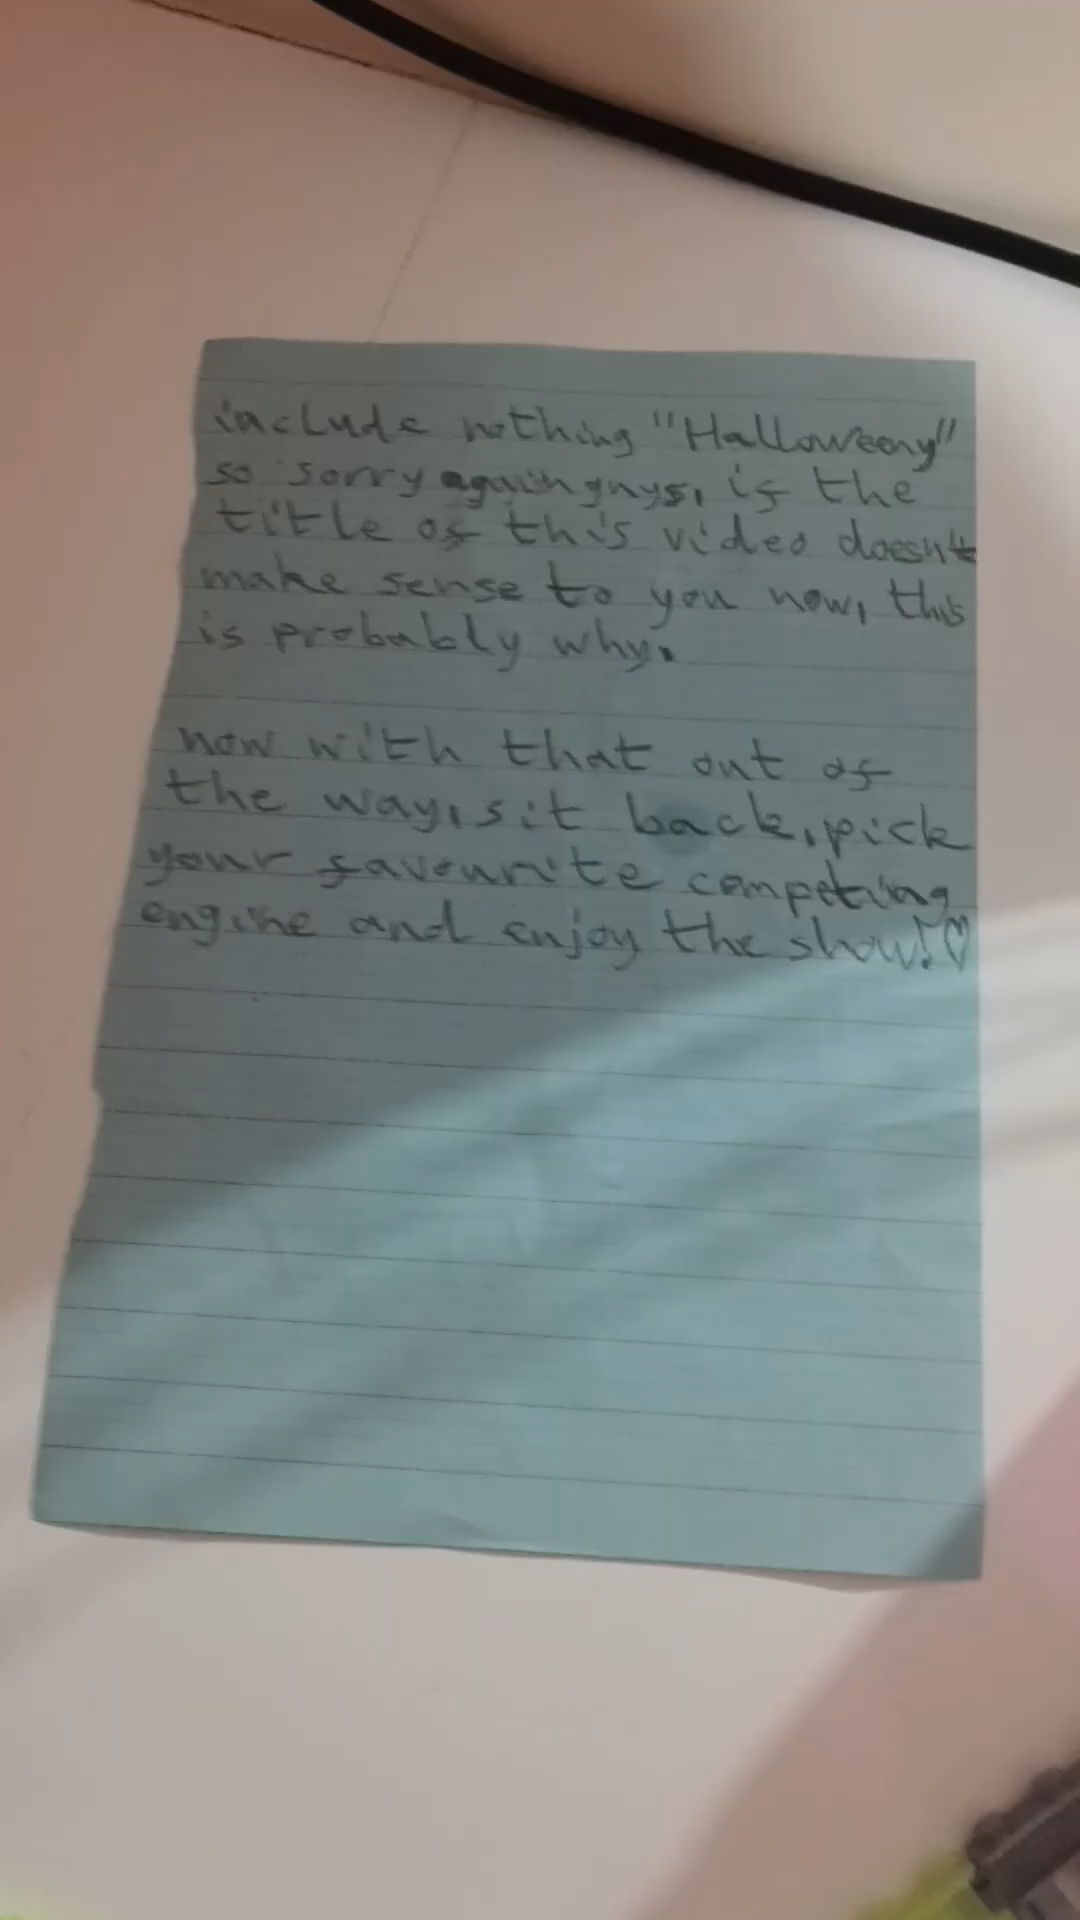 include nothing "Halloweeny"
so sorry again guys, if the
title of this video doesn't
make sense to you now, this
is probably why.
now with that out of
the way, sit back, pick
your favourite competing
engine and enjoy the show!♡